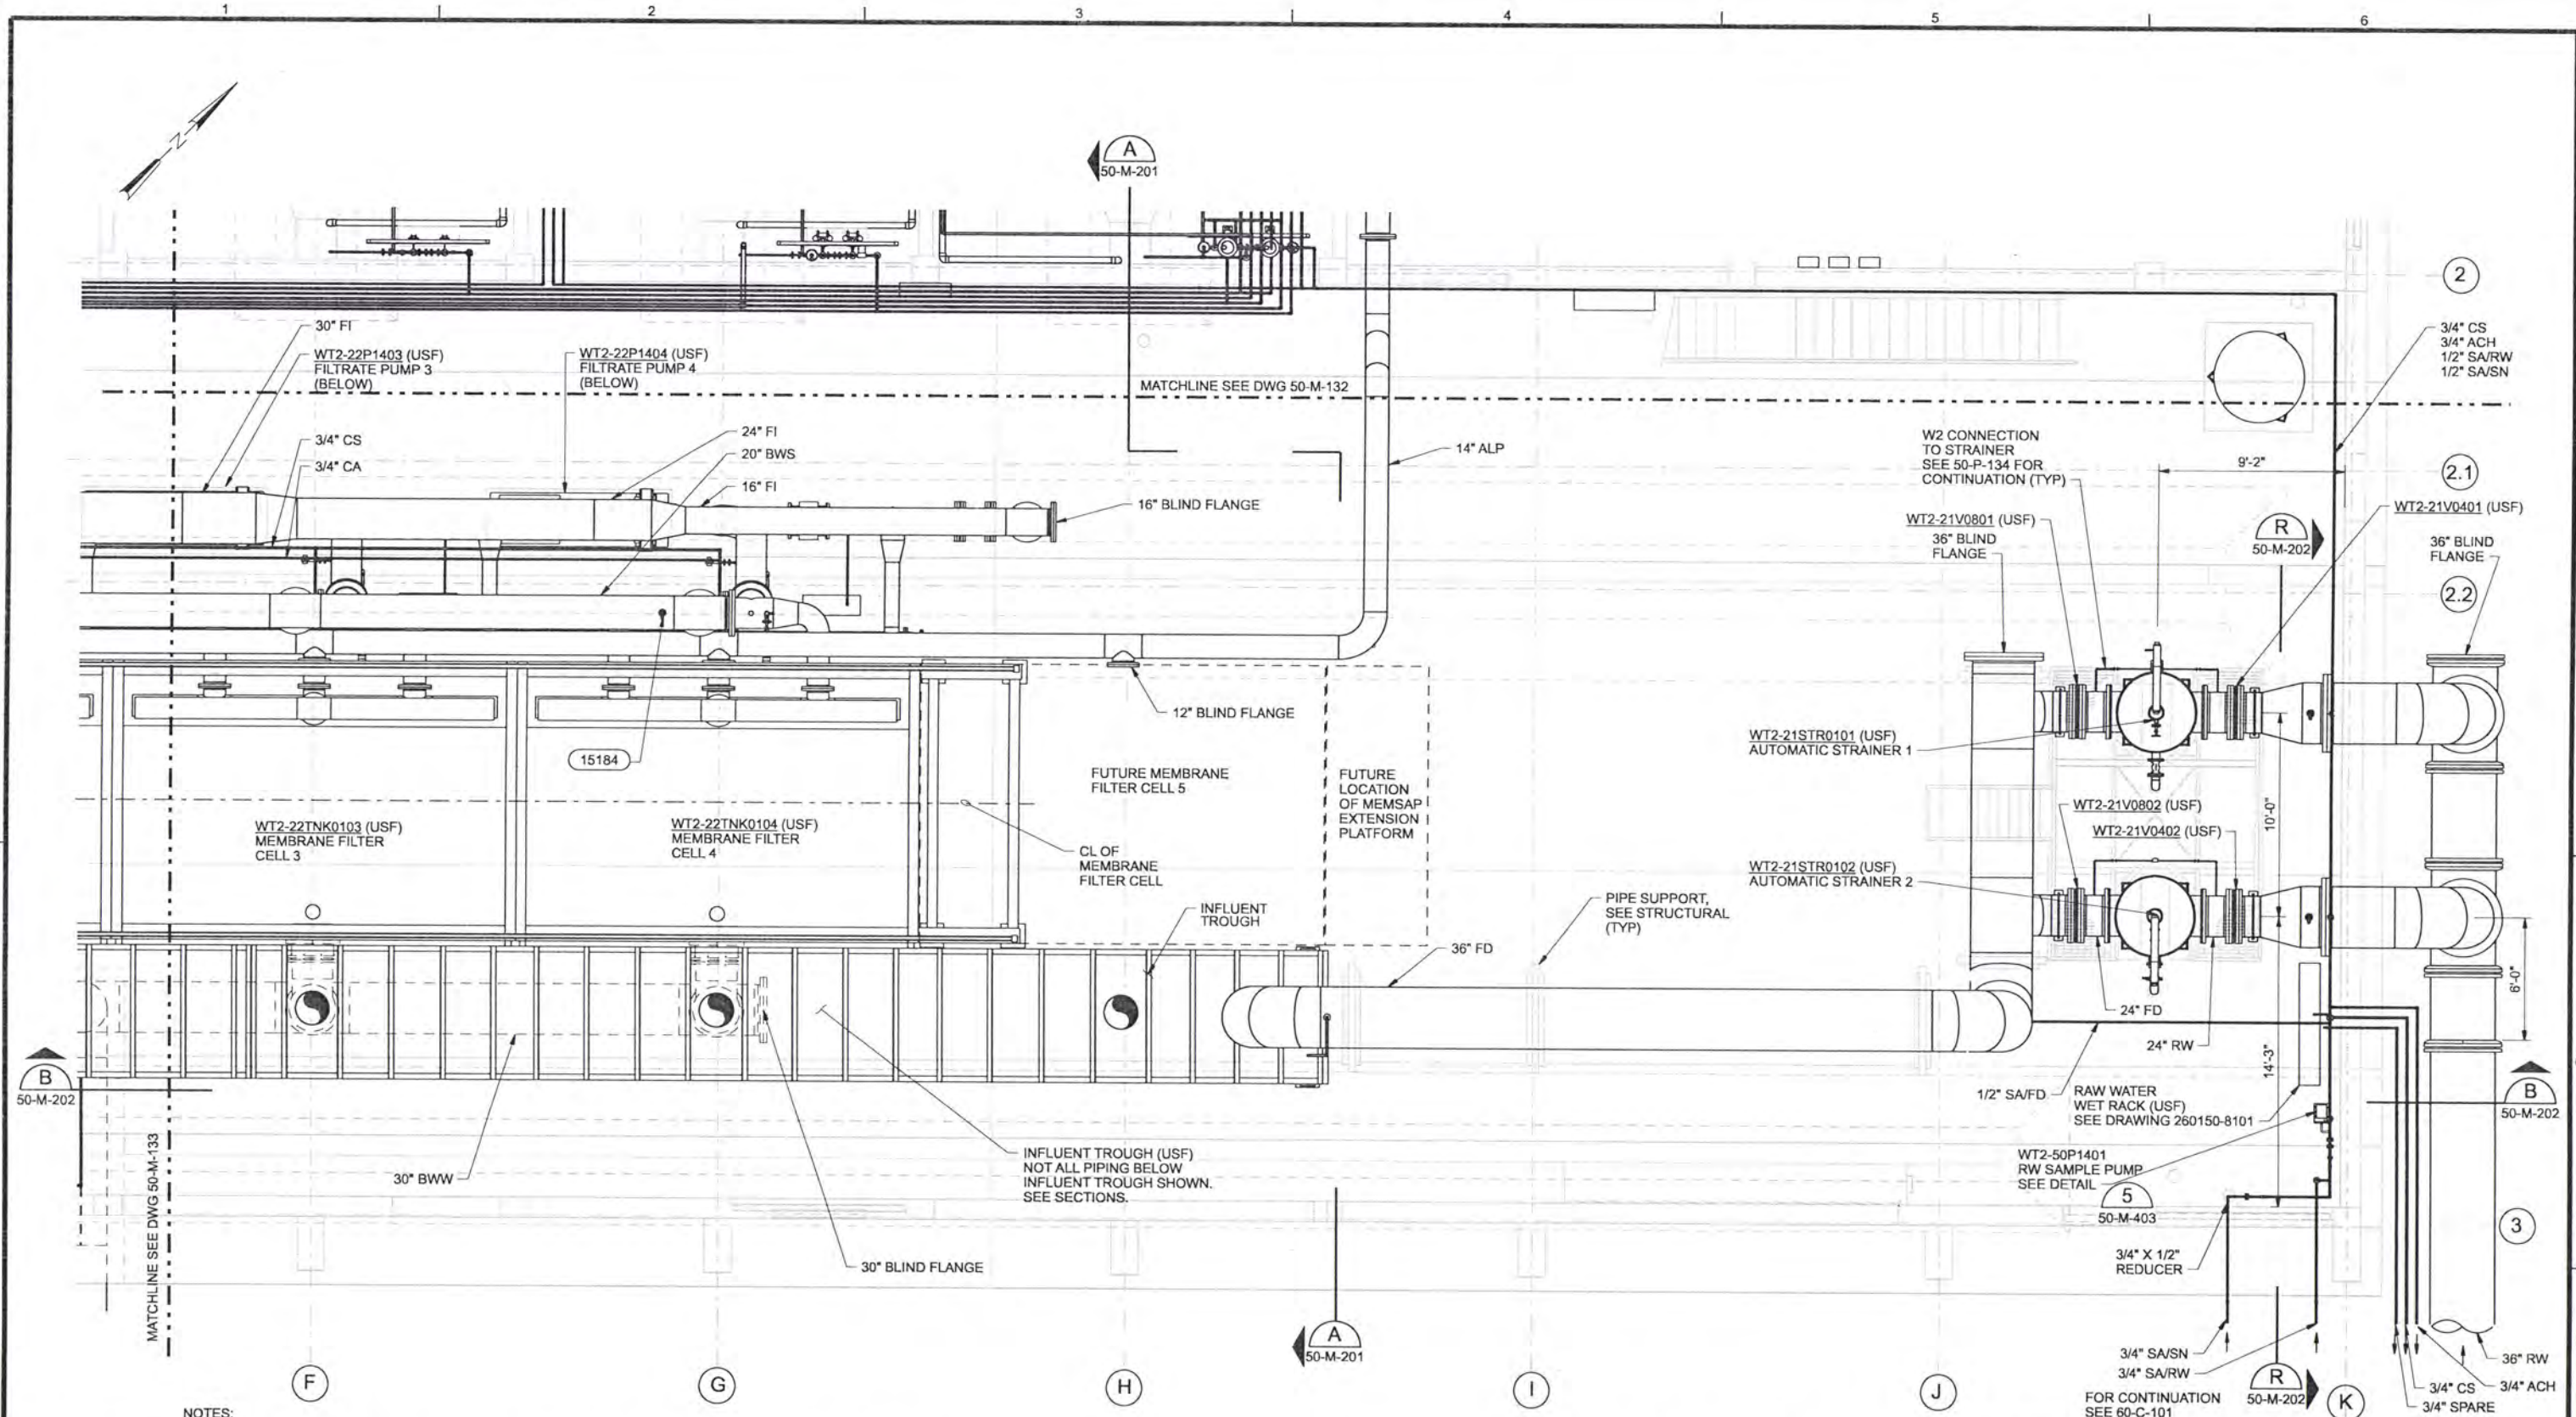 1 2 3 4 5 6
N
A
50-M-201
2
30" FI
WT2-22P1403 (USF)
FILTRATE PUMP 3
(BELOW)
WT2-22P1404 (USF)
FILTRATE PUMP 4
(BELOW)
MATCHLINE SEE DWG 50-M-132
3/4" CS
3/4" ACH
1/2" SA/RW
1/2" SA/SN
3/4" CS
3/4" CA
24" FI
20" BWS
16" FI
16" BLIND FLANGE
14" ALP
W2 CONNECTION
TO STRAINER
SEE 50-P-134 FOR
CONTINUATION (TYP)
9'-2"
2.1
WT2-21V0401 (USF)
WT2-21V0801 (USF)
36" BLIND
FLANGE
R
50-M-202
36" BLIND
FLANGE
2.2
12" BLIND FLANGE
15184
WT2-21STR0101 (USF)
AUTOMATIC STRAINER 1
FUTURE MEMBRANE
FILTER CELL 5
FUTURE
LOCATION
OF MEMSAP
EXTENSION
PLATFORM
WT2-22TNK0103 (USF)
MEMBRANE FILTER
CELL 3
WT2-22TNK0104 (USF)
MEMBRANE FILTER
CELL 4
WT2-21V0802 (USF)
WT2-21V0402 (USF)
10'-0"
CL OF
MEMBRANE
FILTER CELL
WT2-21STR0102 (USF)
AUTOMATIC STRAINER 2
INFLUENT
TROUGH
PIPE SUPPORT,
SEE STRUCTURAL
(TYP)
36" FD
24" FD
24" RW
6'-0"
14'-3"
B
50-M-202
1/2" SA/FD
RAW WATER
WET RACK (USF)
SEE DRAWING 260150-8101
B
50-M-202
MATCHLINE SEE DWG 50-M-133
30" BWW
INFLUENT TROUGH (USF)
NOT ALL PIPING BELOW
INFLUENT TROUGH SHOWN.
SEE SECTIONS.
WT2-50P1401
RW SAMPLE PUMP
SEE DETAIL
5
50-M-403
3
30" BLIND FLANGE
3/4" X 1/2"
REDUCER
A
50-M-201
3/4" SA/SN
3/4" SA/RW
FOR CONTINUATION
SEE 60-C-101
R
50-M-202
36" RW
3/4" ACH
3/4" CS
3/4" SPARE
F G H I J K
NOTES: